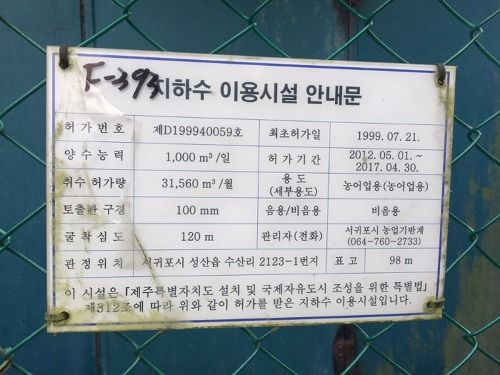 F-393 지하수 이용시설 안내문
허가번호 제D199940059호 최초허가일 1999. 07. 21.
양수능력 1,000 m³/일 허가기간 2012. 05. 01. ~ 2017. 04. 30.
취수 허가량 31,560 m³/월 용도 (세부용도) 농어업용(농어업용)
토출관 구경 100 mm 음용/비음용 비음용
굴착심도 120 m 관리자(전화) 서귀포시 농업기반계 (064-760-2733)
관정위치 서귀포시 성산읍 수산리 2123-1번지 표고 98 m
이 시설은 「제주특별자치도 설치 및 국제자유도시 조성을 위한 특별법」
제312조에 따라 위와 같이 허가를 받은 지하수 이용시설입니다.